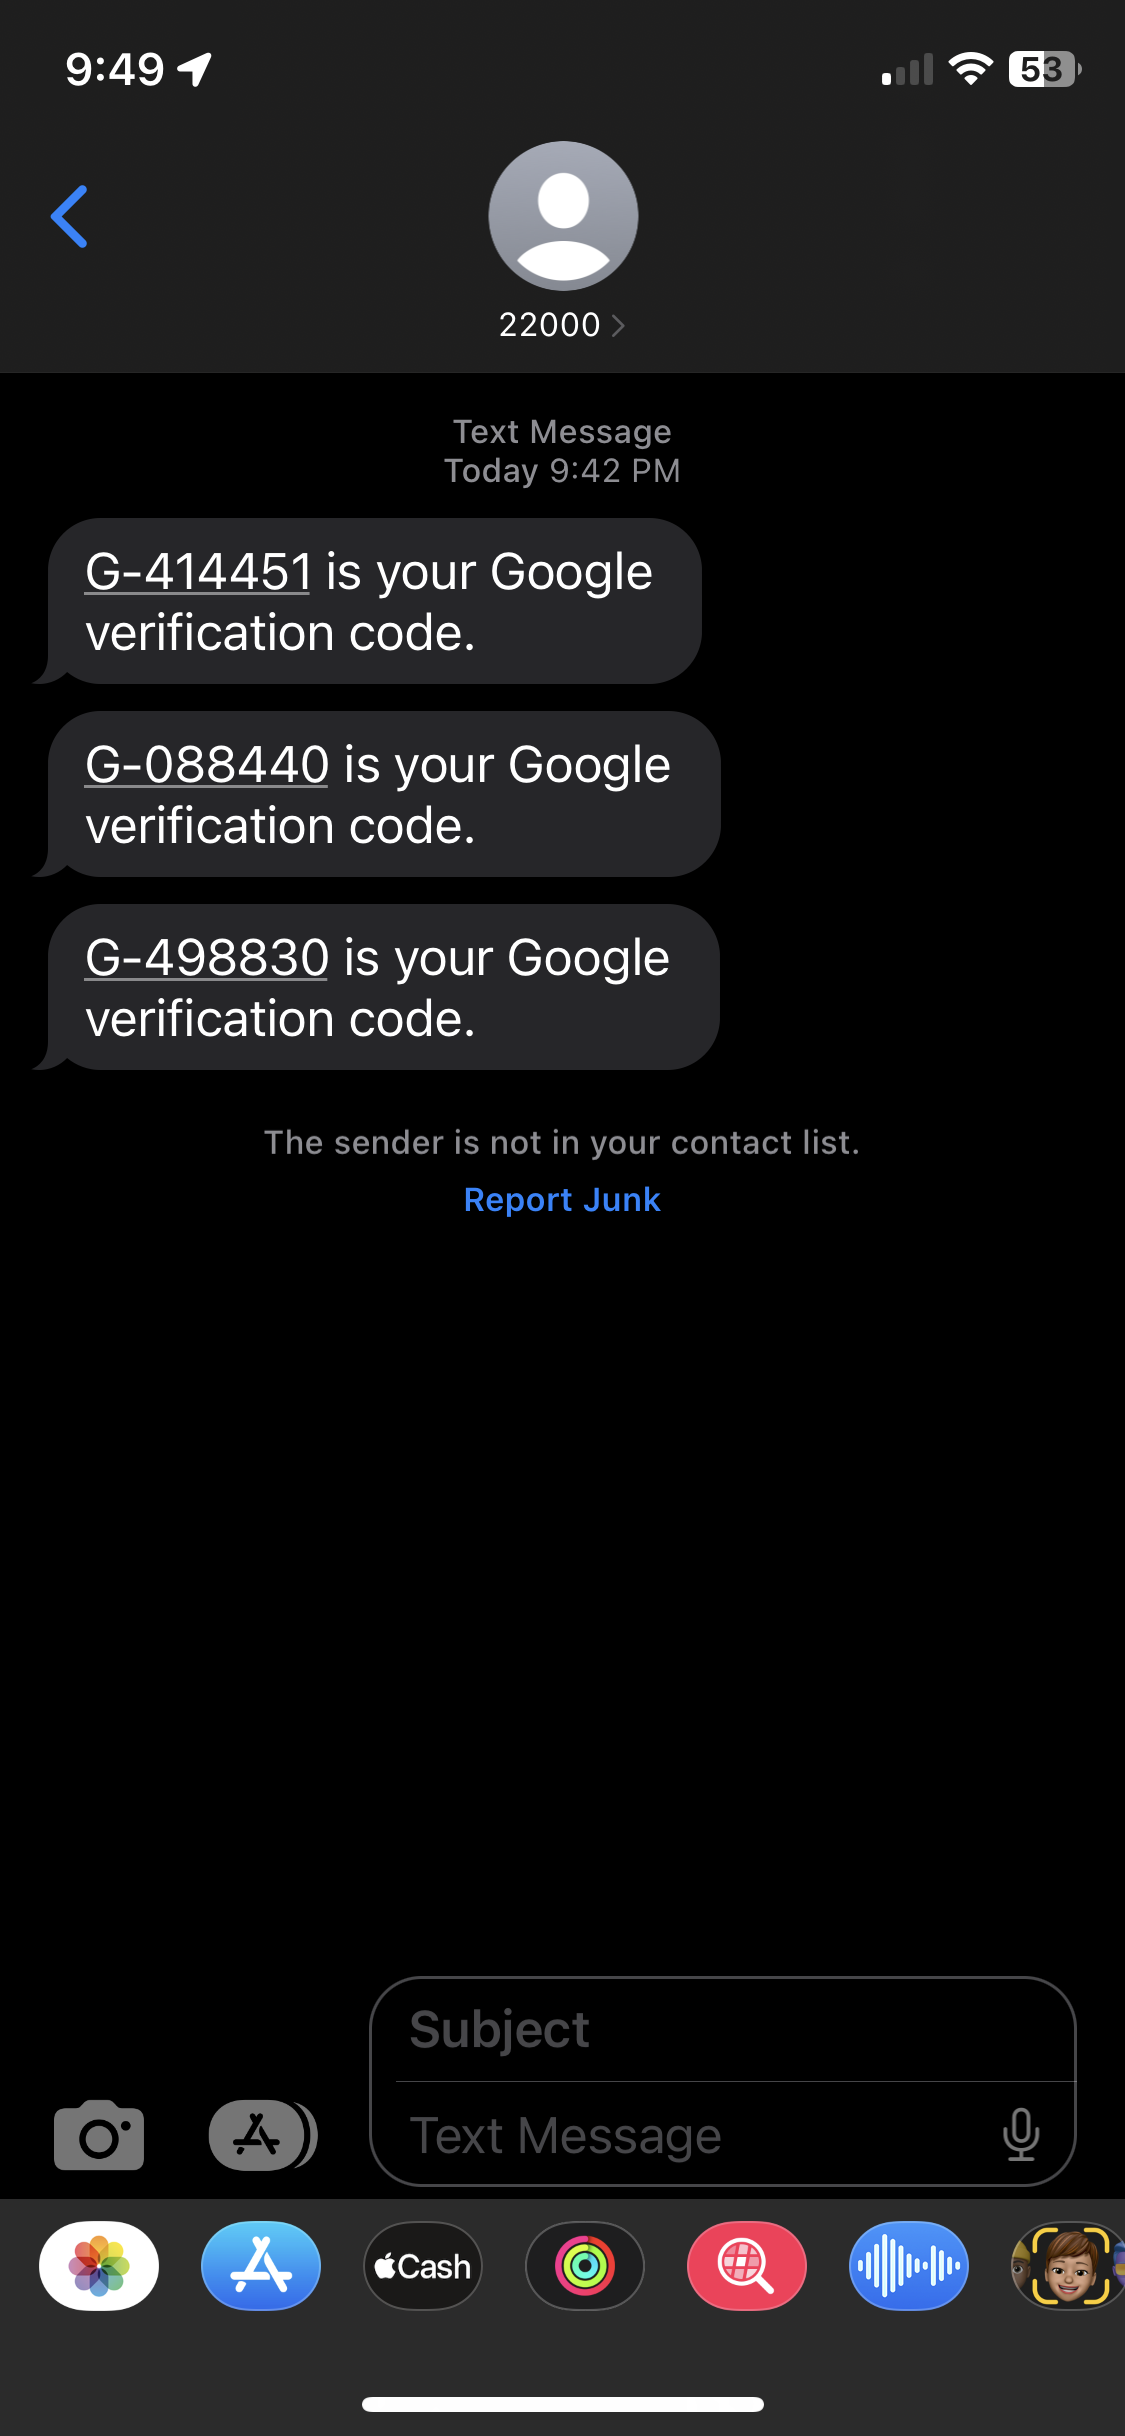 9:49
53
22000
Text Message
Today 9:42 PM
G-414451 is your Google
verification code.
G-088440 is your Google
verification code.
G-498830 is your Google
verification code.
The sender is not in your contact list.
Report Junk
Subject
Text Message
Cash